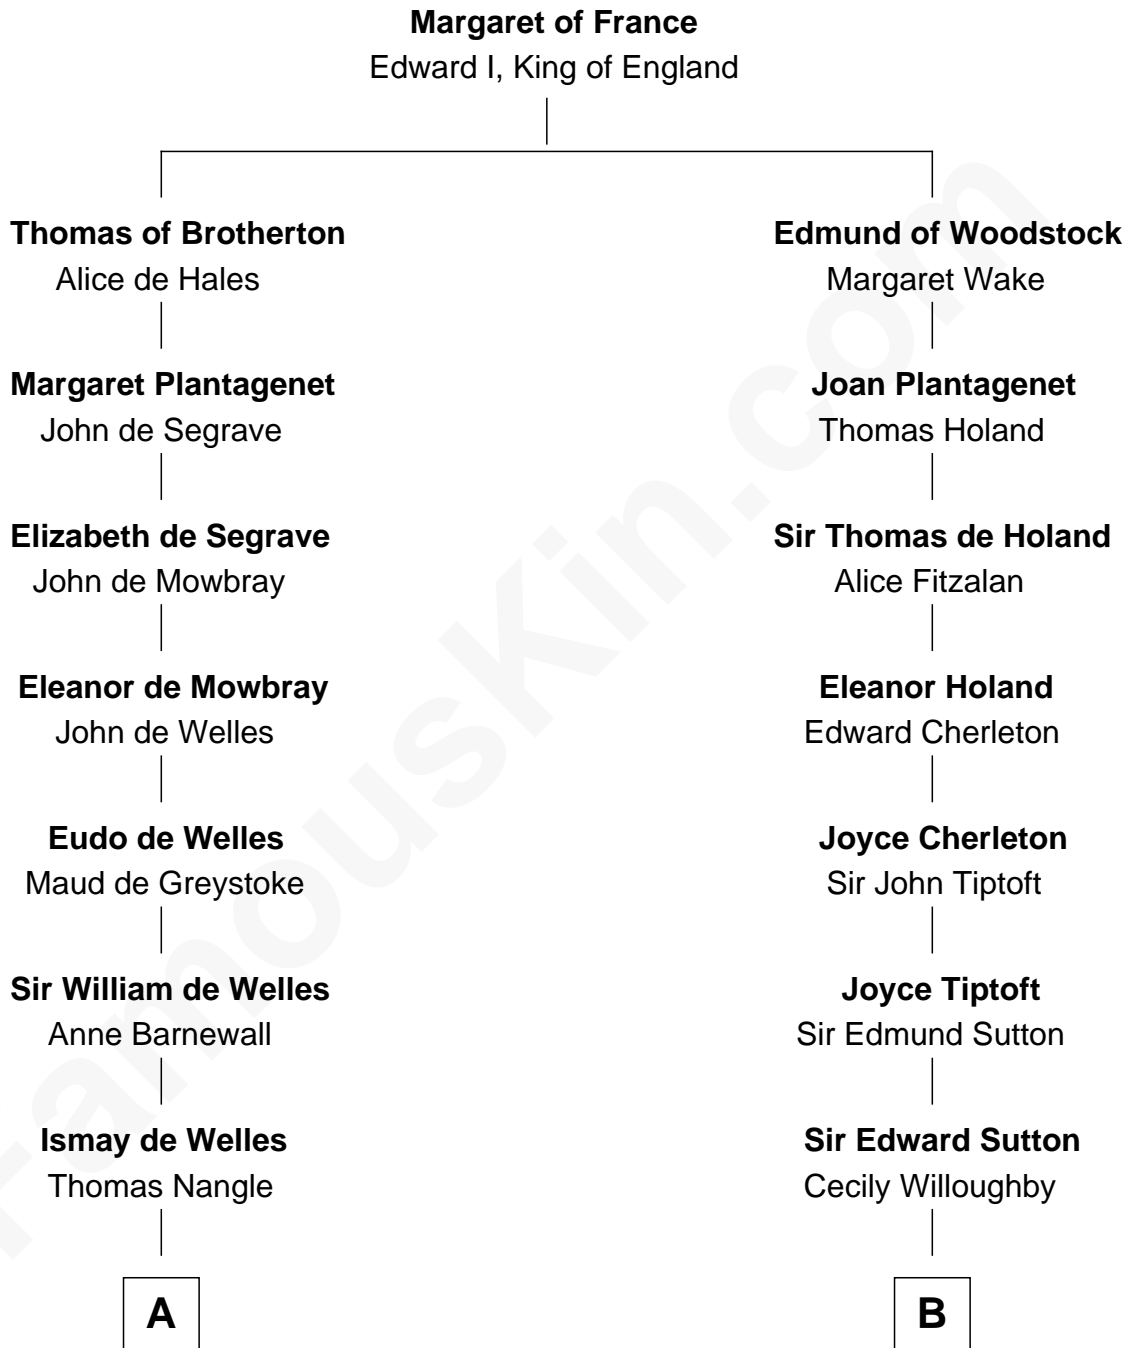 Margaret of France
Edward I, King of England
Thomas of Brotherton
Alice de Hales
Edmund of Woodstock
Margaret Wake
Margaret Plantagenet
John de Segrave
Joan Plantagenet
Thomas Holand
Elizabeth de Segrave
John de Mowbray
Sir Thomas de Holand
Alice Fitzalan
Eleanor de Mowbray
John de Welles
Eleanor Holand
Edward Cherleton
Eudo de Welles
Maud de Greystoke
Joyce Cherleton
Sir John Tiptoft
Sir William de Welles
Anne Barnewall
Joyce Tiptoft
Sir Edmund Sutton
Ismay de Welles
Thomas Nangle
Sir Edward Sutton
Cecily Willoughby
A
B
FamousKin.com